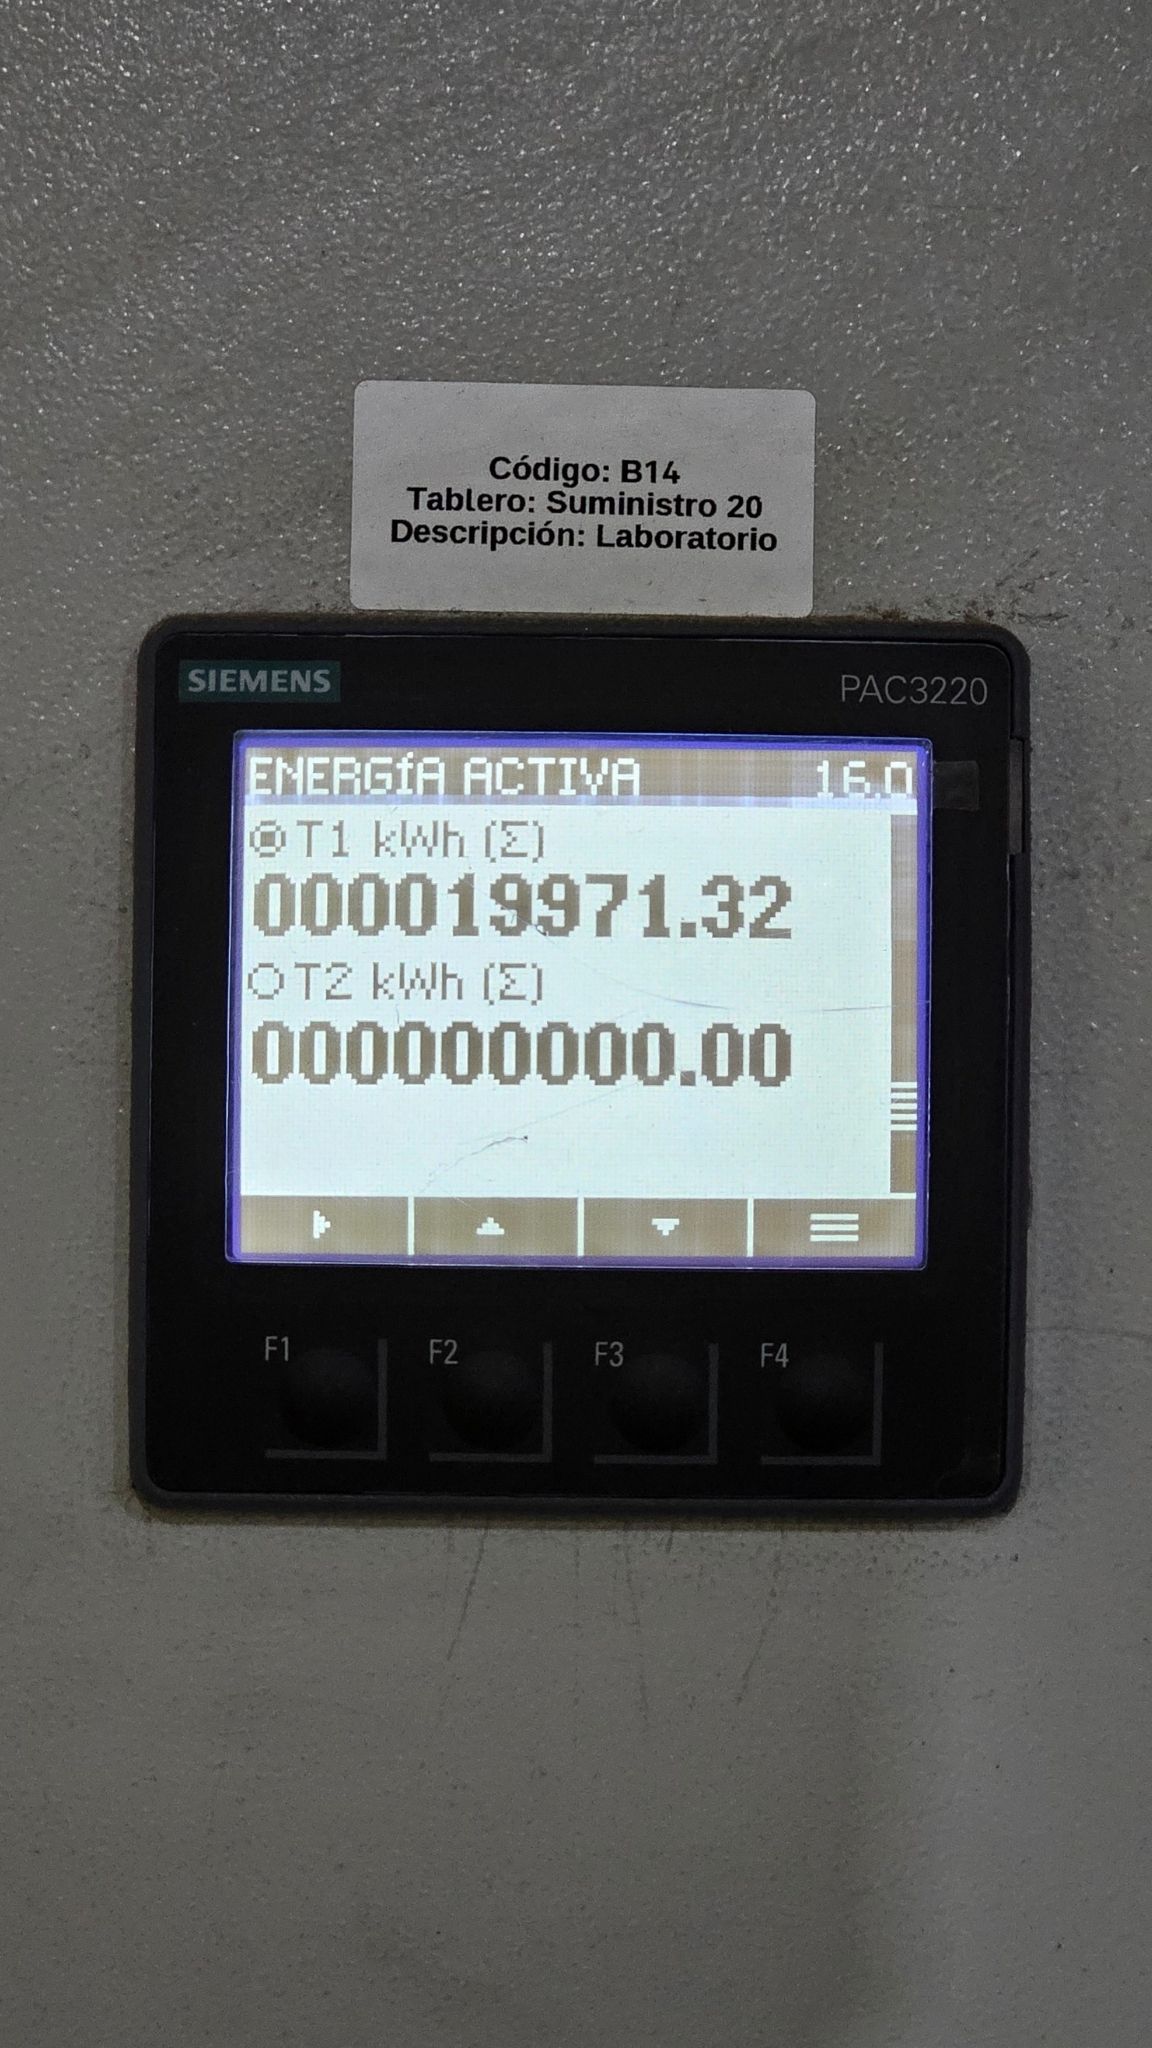 Código: B14
Tablero: Suministro 20
Descripción: Laboratorio
SIEMENS
PAC3220
ENERGÍA ACTIVA 16.0
T1 kWh (Σ)
000019971.32
T2 kWh (Σ)
000000000.00
F1 F2 F3 F4